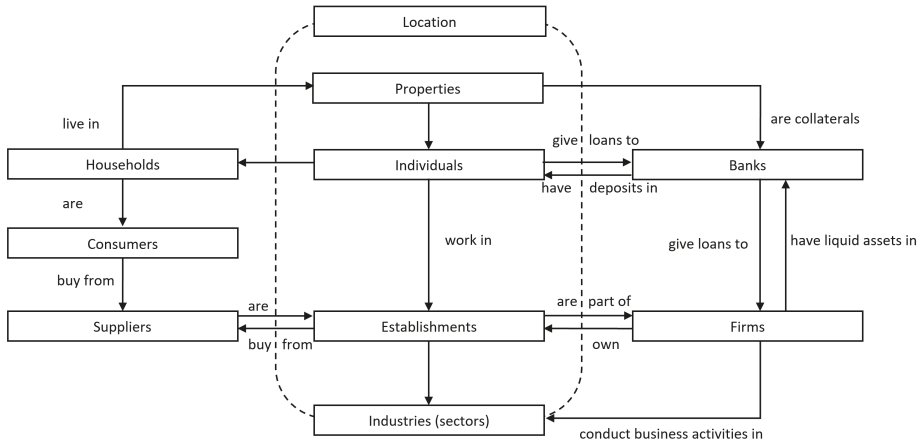 Location
Properties
live in
are collaterals
give loans to
Households
Individuals
Banks
have deposits in
are
Consumers
work in
give loans to
have liquid assets in
buy from
are
are part of
Suppliers
Establishments
Firms
buy from
own
Industries (sectors)
conduct business activities in